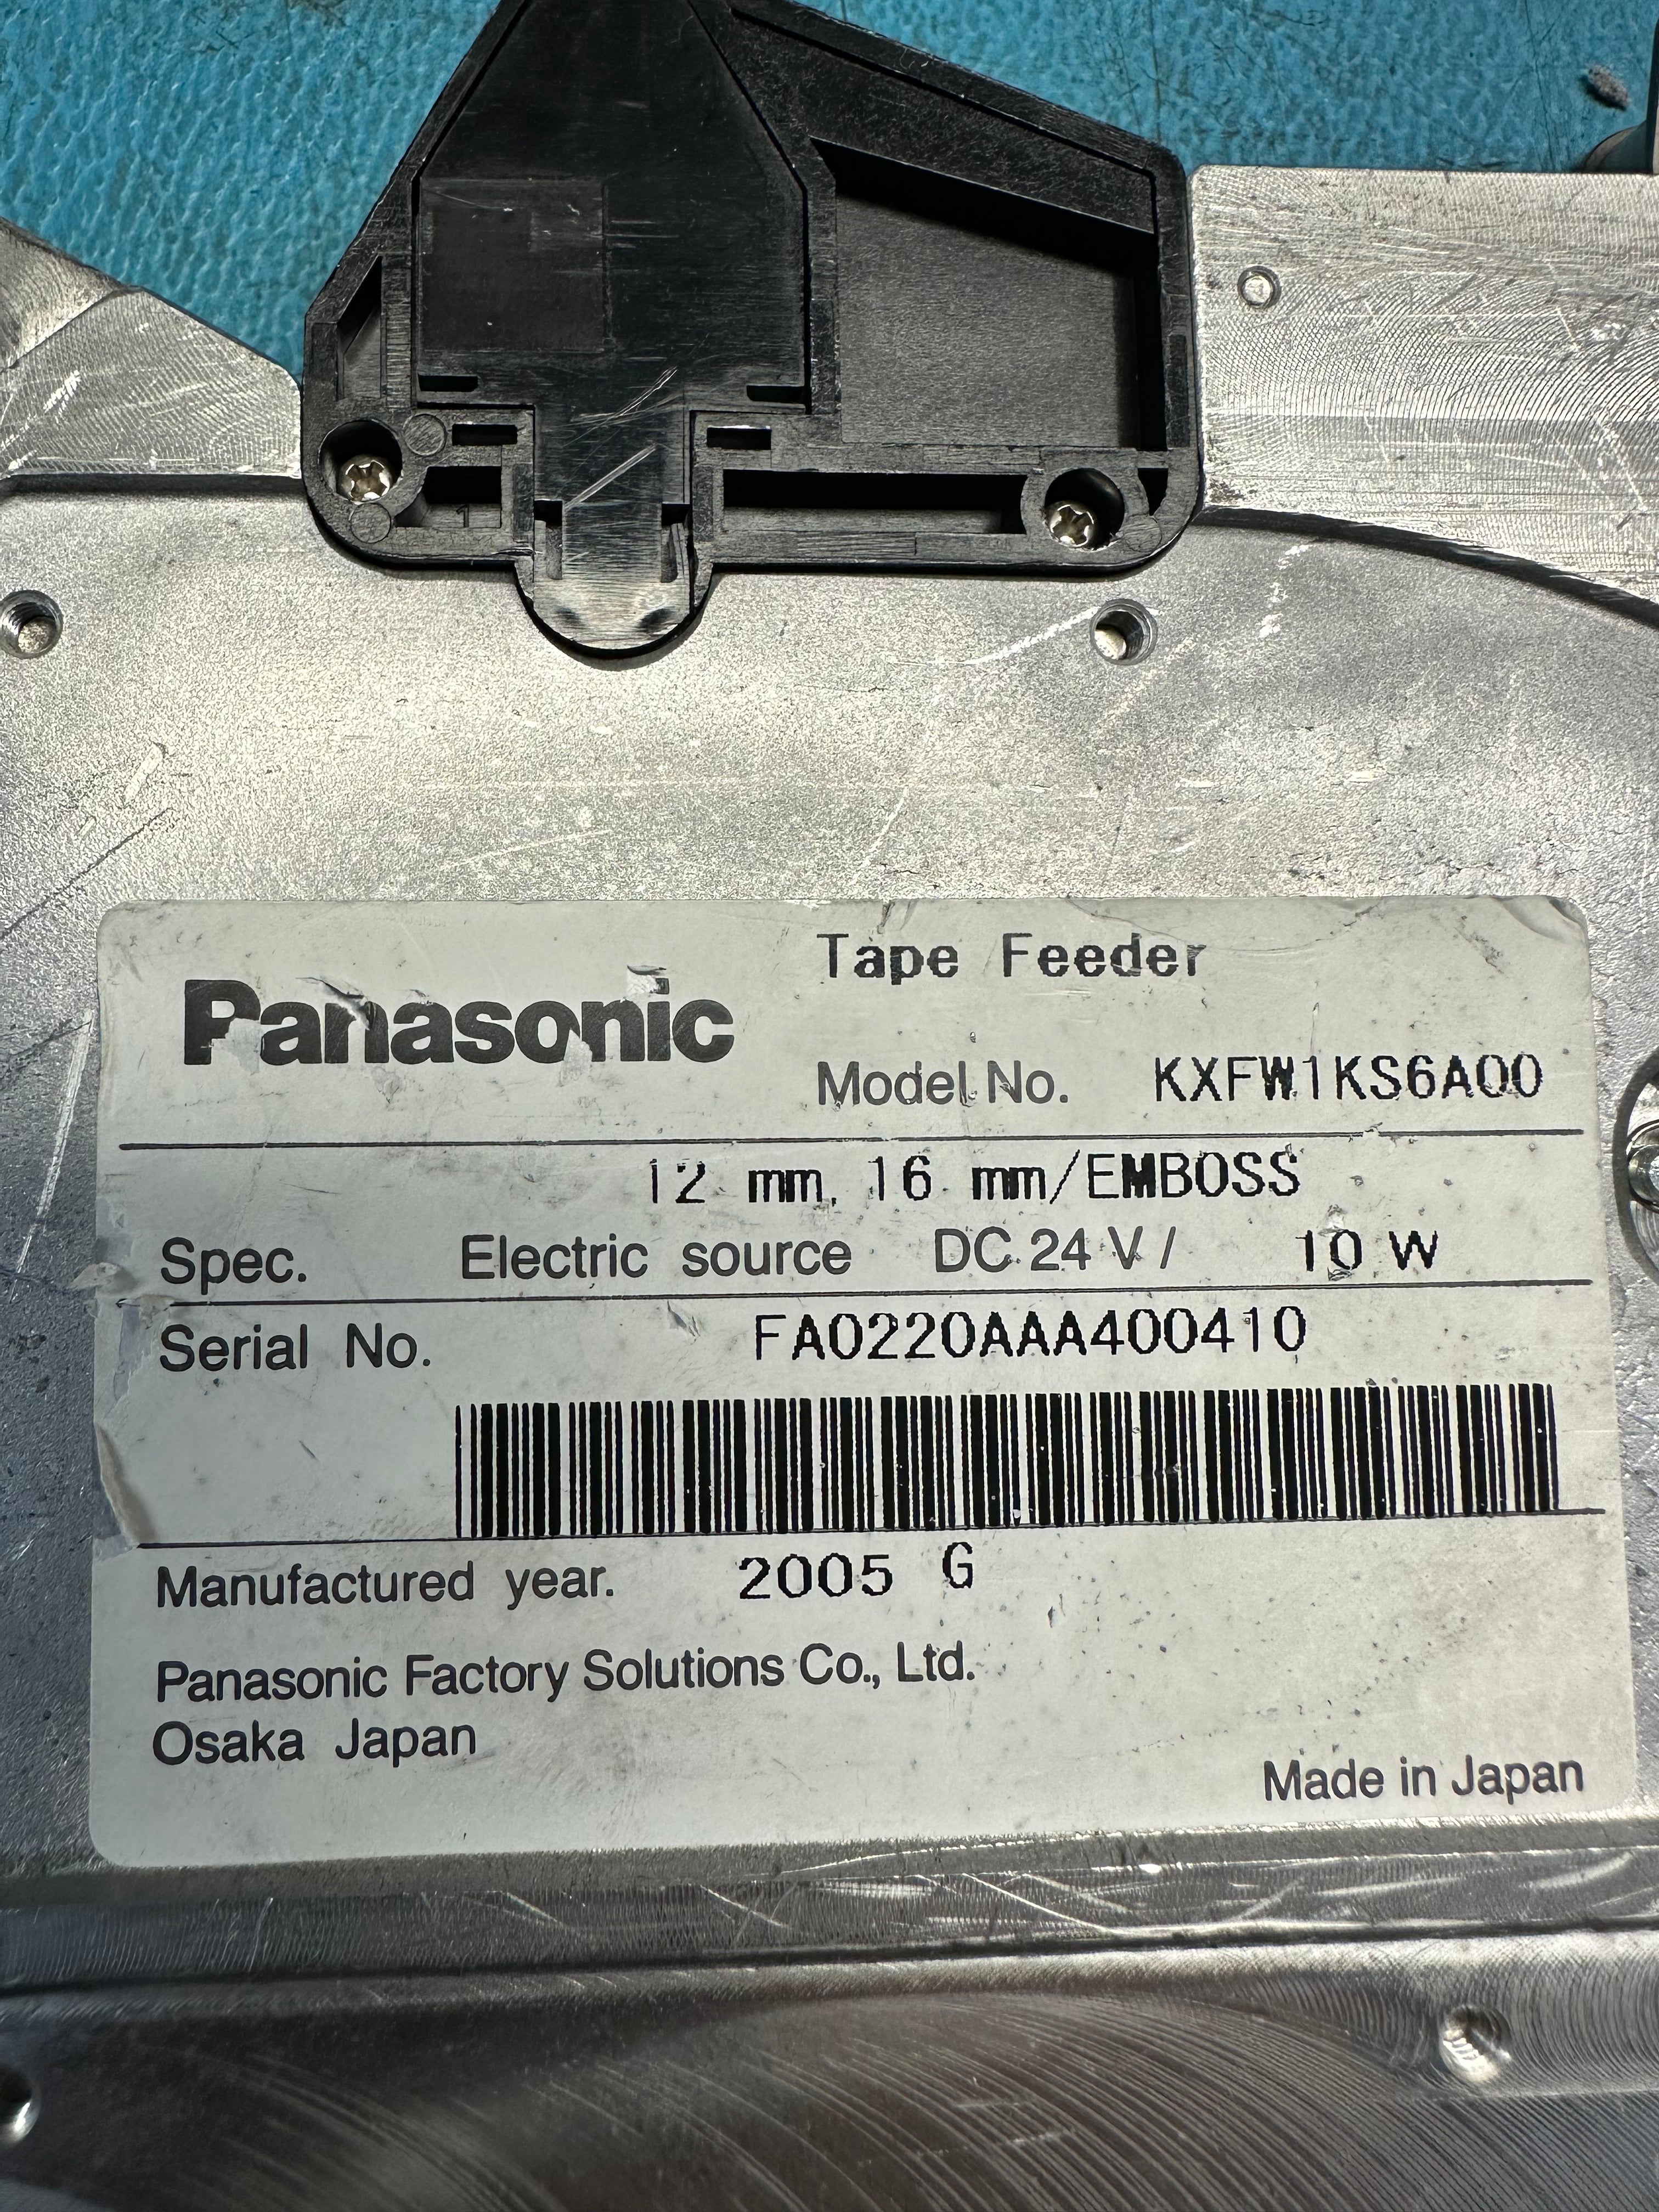 1
Panasonic
Tape Feeder
Model No. KXFW1KS6A00
12 mm, 16 mm/EMBOSS
Spec. Electric source DC 24 V / 10 W
Serial No. FA0220AAA400410
Manufactured year. 2005 G
Panasonic Factory Solutions Co., Ltd.
Osaka Japan
Made in Japan